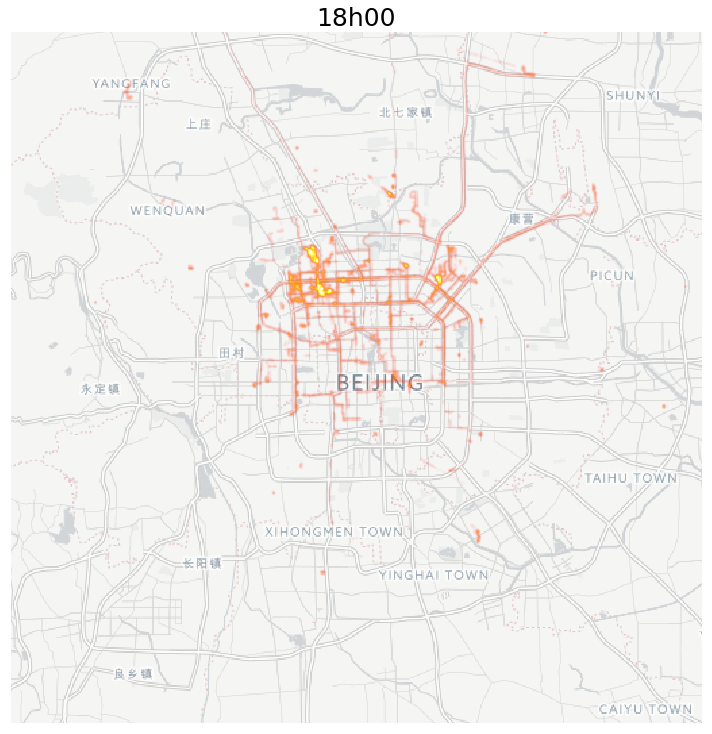 18h00
YANGFANG
SHUNYI
北七家镇
上庄
WENQUAN
康营
PICUN
田村
BEIJING
永定镇
TAIHU TOWN
XIHONGMEN TOWN
长阳镇
YINGHAI TOWN
良乡镇
CAIYU TOWN